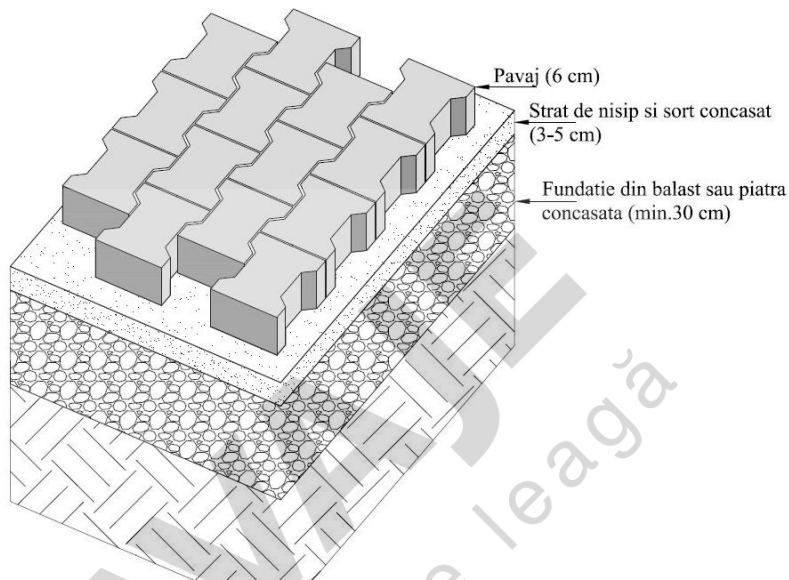 Pavaj (6 cm)
Strat de nisip si sort concasat
(3-5 cm)
Fundatie din balast sau piatra
concasata (min.30 cm)
leagă